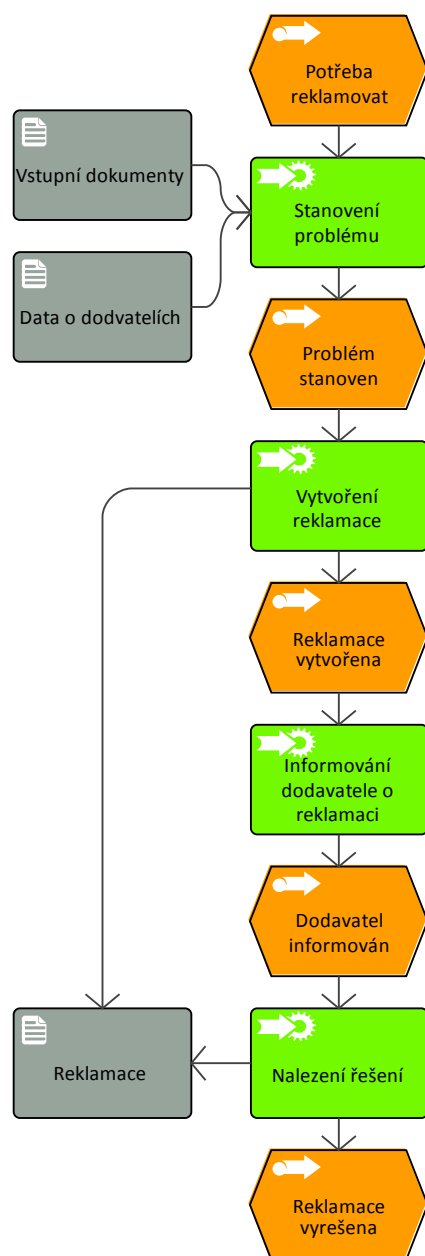 Potřeba
reklamovat
Vstupní dokumenty
Stanovení
problému
Data o dodvatelích
Problém
stanoven
Vytvoření
reklamace
Reklamace
vytvořena
Informování
dodavatele o
reklamaci
Dodavatel
informován
Reklamace
Nalezení řešení
Reklamace
vyrešena